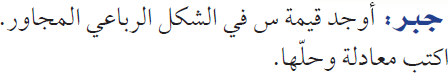 جبر: أوجد قيمة س في الشكل الرباعي المجاور.
اكتب معادلة وحلّها.